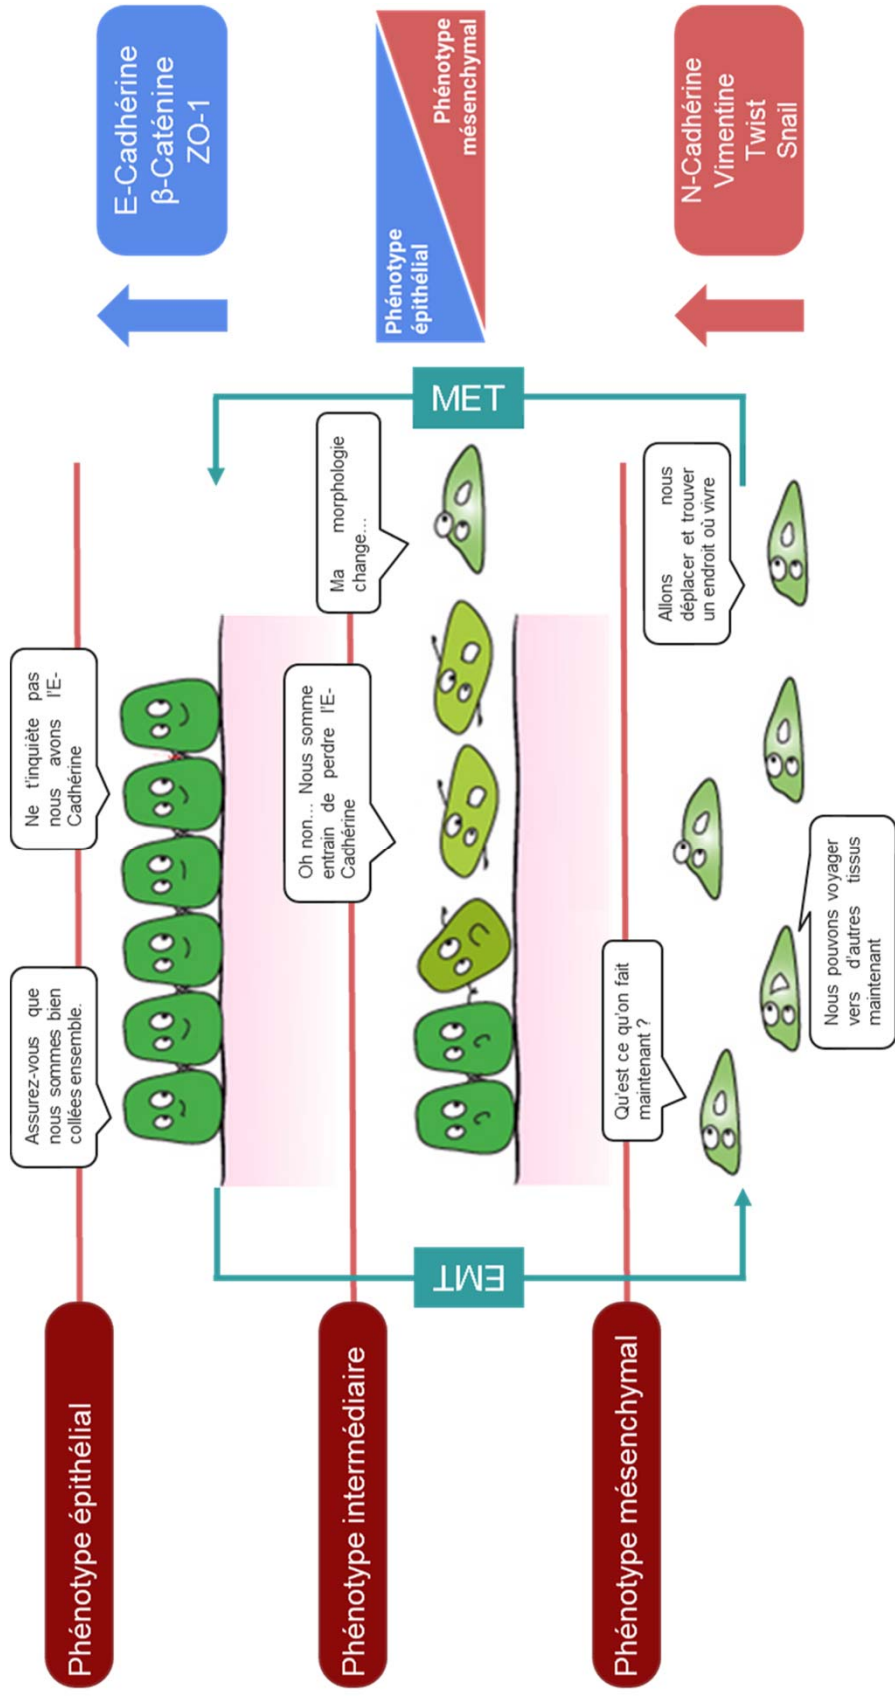 Phénotype épithélial
Assurez-vous que
nous sommes bien
collées ensemble.
Ne t'inquiète pas
nous avons l'E-
Cadhérine
E-Cadhérine
β-Caténine
ZO-1
Phénotype intermédiaire
EMT
Oh non... Nous somme
entrain de perdre l'E-
Cadhérine
Ma morphologie
change...
MET
Phénotype
épithélial
Phénotype
mésenchymal
Phénotype mésenchymal
Qu'est ce qu'on fait
maintenant ?
Allons nous
déplacer et trouver
un endroit où vivre
Nous pouvons voyager
vers d'autres tissus
maintenant
N-Cadhérine
Vimentine
Twist
Snail